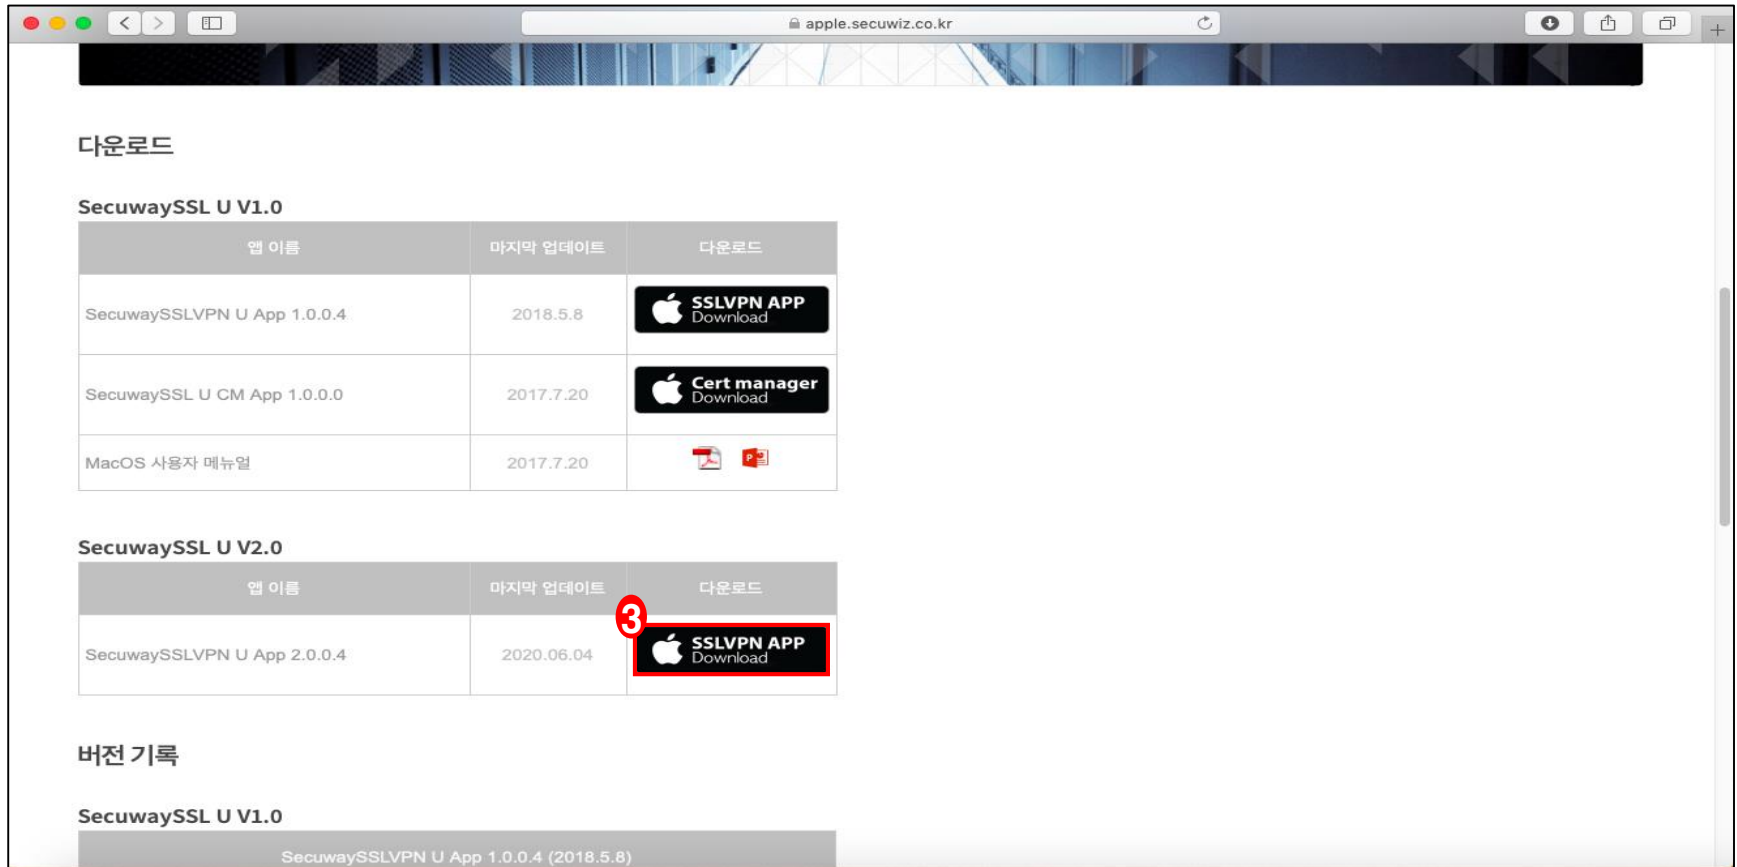 apple.secuwiz.co.kr
다운로드
SecuwaySSL U V1.0
앱 이름 마지막 업데이트 다운로드
SecuwaySSLVPN U App 1.0.0.4 2018.5.8 SSLVPN APP Download
SecuwaySSL U CM App 1.0.0.0 2017.7.20 Cert manager Download
MacOS 사용자 메뉴얼 2017.7.20
SecuwaySSL U V2.0
앱 이름 마지막 업데이트 다운로드
3
SecuwaySSLVPN U App 2.0.0.4 2020.06.04 SSLVPN APP Download
버전 기록
SecuwaySSL U V1.0
SecuwaySSLVPN U App 1.0.0.4 (2018.5.8)